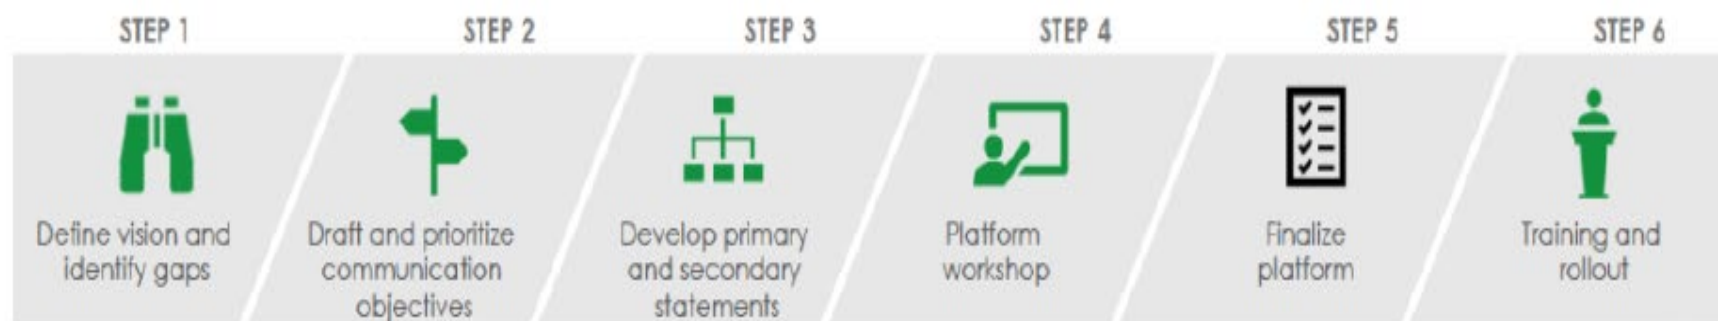 STEP 1
Define vision and
identify gaps
STEP 2
Draft and prioritize
communication
objectives
STEP 3
Develop primary
and secondary
statements
STEP 4
Platform
workshop
STEP 5
Finalize
platform
STEP 6
Training and
rollout